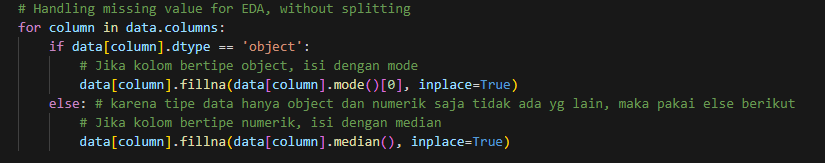 # Handling missing value for EDA, without splitting
for column in data.columns:
    if data[column].dtype == 'object':
        # Jika kolom bertipe object, isi dengan mode
        data[column].fillna(data[column].mode()[0], inplace=True)
    else: # karena tipe data hanya object dan numerik saja tidak ada yg lain, maka pakai else berikut
        # Jika kolom bertipe numerik, isi dengan median
        data[column].fillna(data[column].median(), inplace=True)